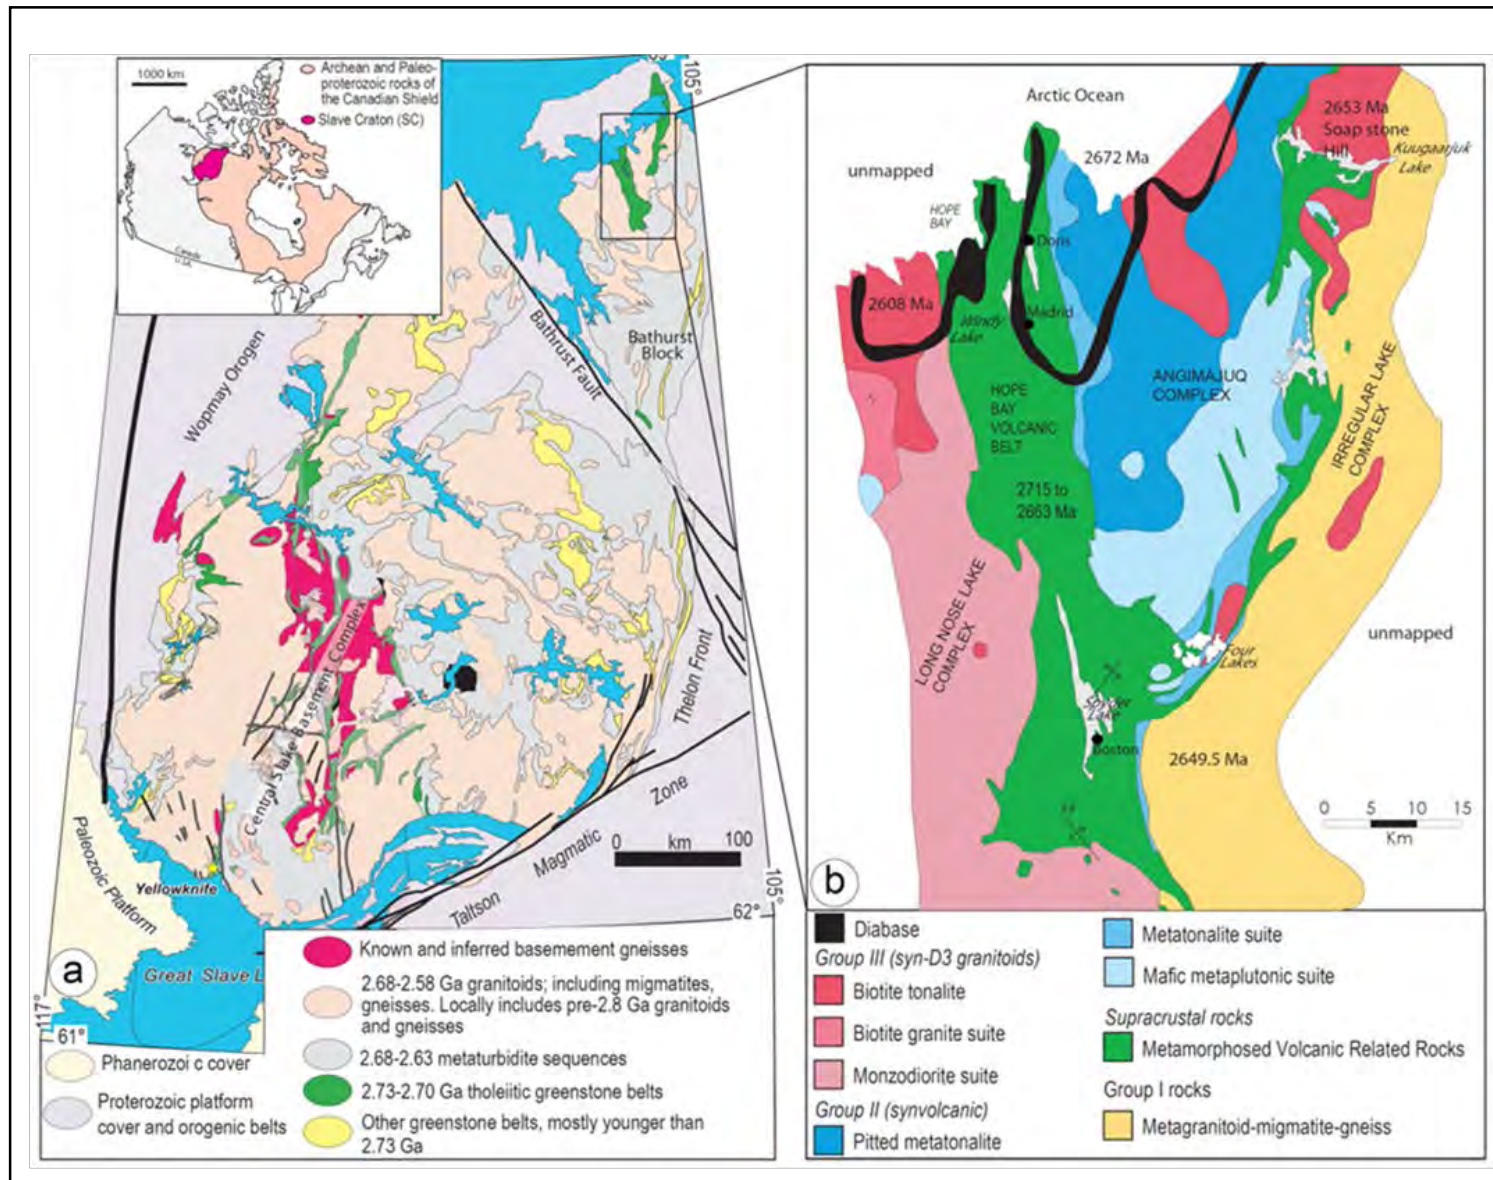 1000 km
Archean and Paleo-
proterozoic rocks of
the Canadian Shield
Slave Craton (SC)
Canada
U.S.A.
105°
Wopmay Orogen
Bathrust Fault
Bathurst
Block
Central Slake Basement Complex
Thelon Front
Paleozoic Platform
Yellowknife
Great Slave L
Taltson
Magmatic
Zone
0 km 100
105°
62°
117°
61°
a
Known and inferred basemement gneisses
2.68-2.58 Ga granitoids; including migmatites,
gneisses. Locally includes pre-2.8 Ga granitoids
and gneisses
2.68-2.63 metaturbidite sequences
2.73-2.70 Ga tholeiitic greenstone belts
Other greenstone belts, mostly younger than
2.73 Ga
Phanerozoi c cover
Proterozoic platform
cover and orogenic belts
Arctic Ocean
unmapped
2672 Ma
2653 Ma
Soap stone
Hill
Kuugaarjuk
Lake
HOPE
BAY
Doris
2608 Ma
Madrid
Windy
Lake
HOPE
BAY
VOLCANIC
BELT
ANGIMAJUQ
COMPLEX
IRREGULAR LAKE
COMPLEX
2715 to
2663 Ma
LONG NOSE LAKE
COMPLEX
unmapped
Four
Lakes
Spyder
Lake
Boston
2649.5 Ma
0 5 10 15
Km
b
Diabase
Group III (syn-D3 granitoids)
Biotite tonalite
Biotite granite suite
Monzodiorite suite
Group II (synvolcanic)
Pitted metatonalite
Metatonalite suite
Mafic metaplutonic suite
Supracrustal rocks
Metamorphosed Volcanic Related Rocks
Group I rocks
Metagranitoid-migmatite-gneiss